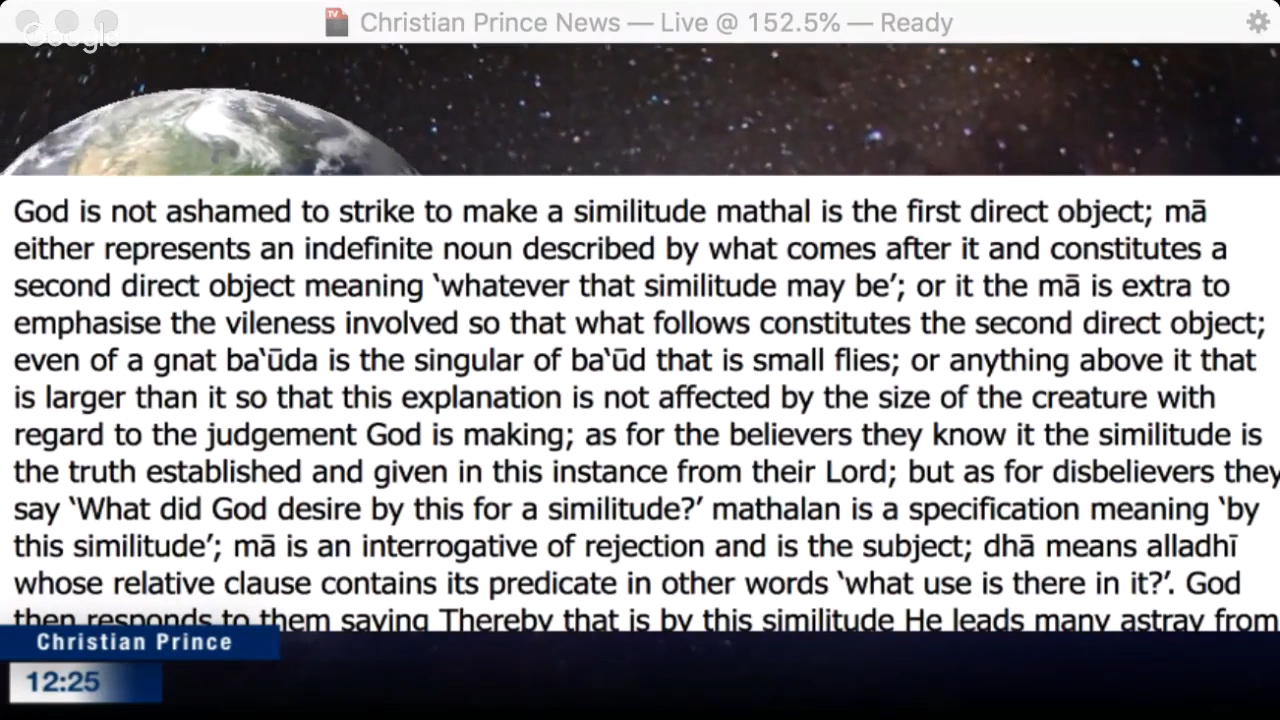 Google
TV
Christian Prince News — Live @ 152.5% — Ready
God is not ashamed to strike to make a similitude mathal is the first direct object; mā
either represents an indefinite noun described by what comes after it and constitutes a
second direct object meaning ‘whatever that similitude may be’; or it the mā is extra to
emphasise the vileness involved so that what follows constitutes the second direct object;
even of a gnat ba‘ūda is the singular of ba‘ūd that is small flies; or anything above it that
is larger than it so that this explanation is not affected by the size of the creature with
regard to the judgement God is making; as for the believers they know it the similitude is
the truth established and given in this instance from their Lord; but as for disbelievers they
say ‘What did God desire by this for a similitude?’ mathalan is a specification meaning ‘by
this similitude’; mā is an interrogative of rejection and is the subject; dhā means alladhī
whose relative clause contains its predicate in other words ‘what use is there in it?’. God
then responds to them saying Thereby that is by this similitude He leads many astray from
Christian Prince
12:25